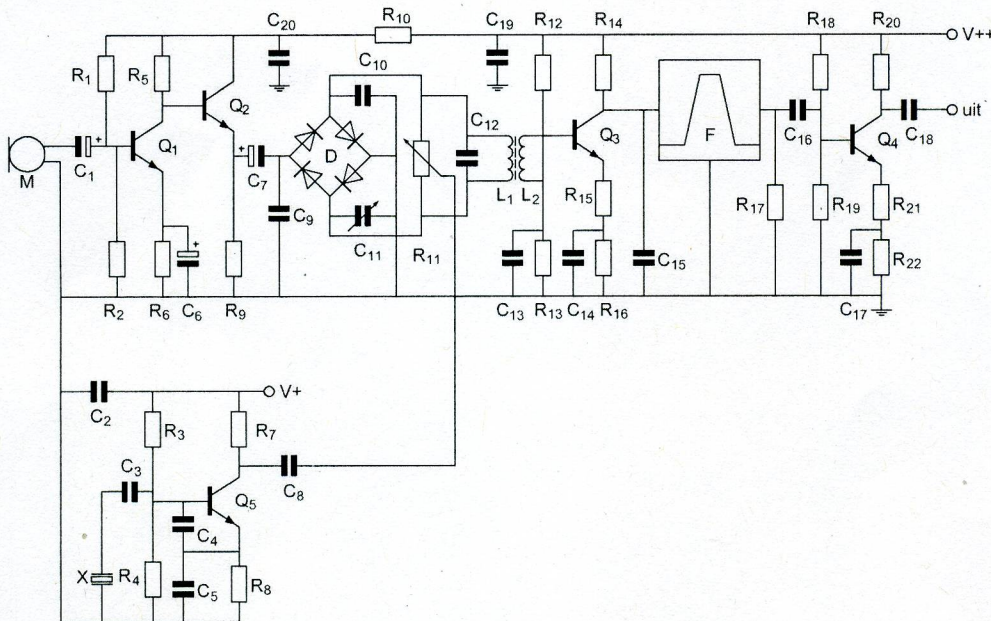 C20 R10 C19 R12 R14 R18 R20 V++
R1 R5 Q2 C10 C12 C16 C18 uit
M C1 + Q1 + C7 D Q3 F Q4
C9 L1 L2 R15 R17 R19 R21
+ C11 R11 C15 R22
R2 R6 C6 R9 C13 R13 C14 R16 C17
C2 V+
R3 R7
C3 Q5 C8
C4
X R4 C5 R8